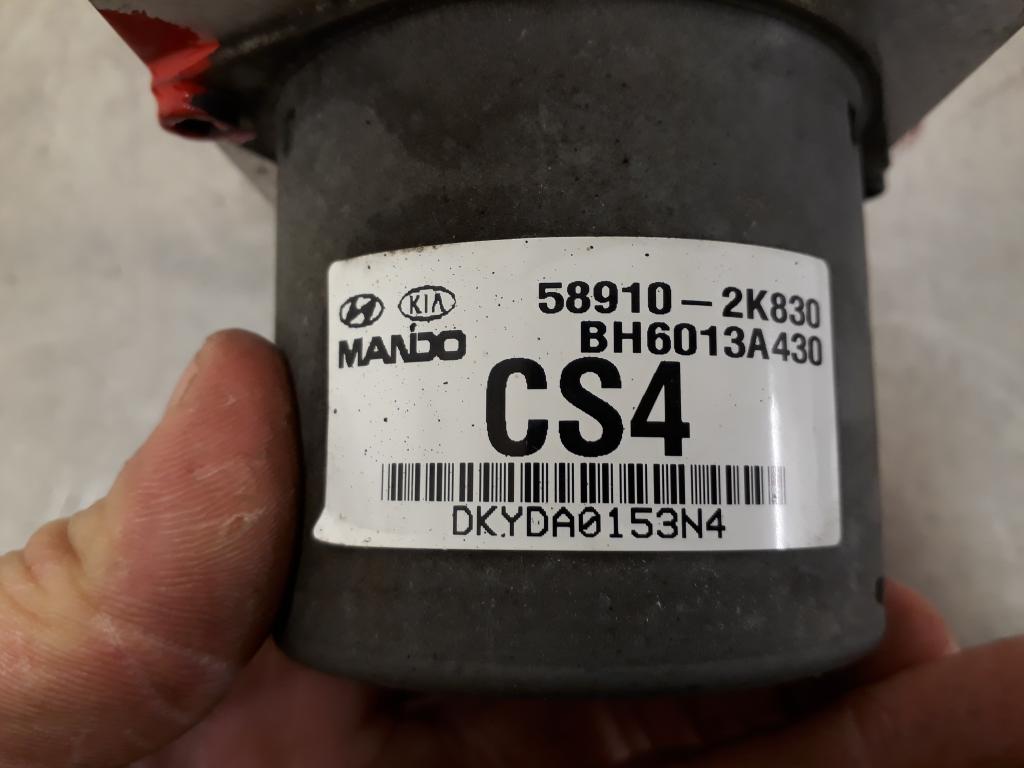 KIA 58910-2K830
MANDO BH6013A430
CS4
DKYDA0153N4